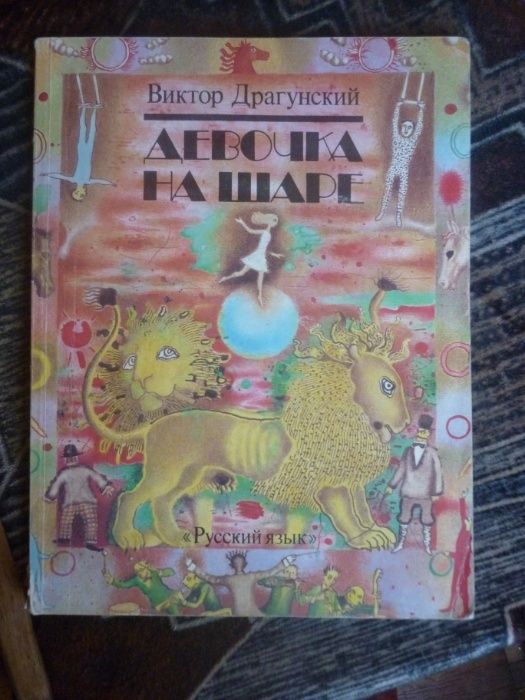 Виктор Драгунский
ДЕВОЧКА
НА ШАРЕ
«Русский язык»